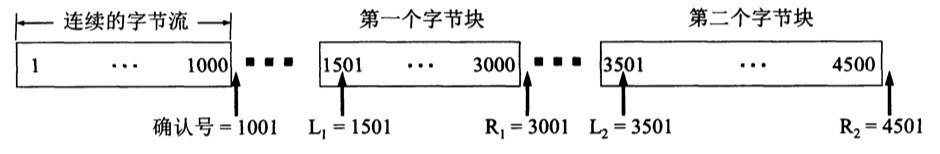 连续的字节流 第一个字节块 第二个字节块
1 ··· 1000 ▪▪▪ 1501 ··· 3000 ▪▪▪ 3501 ··· 4500
确认号 = 1001 L₁ = 1501 R₁ = 3001 L₂ = 3501 R₂ = 4501